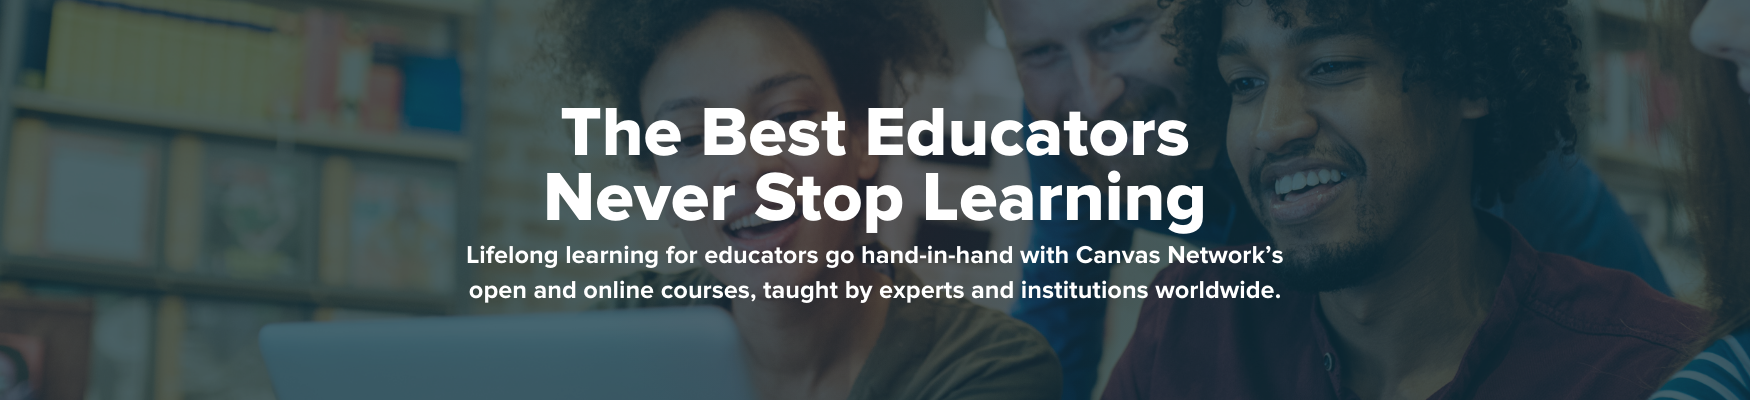 The Best Educators
Never Stop Learning
Lifelong learning for educators go hand-in-hand with Canvas Network’s
open and online courses, taught by experts and institutions worldwide.